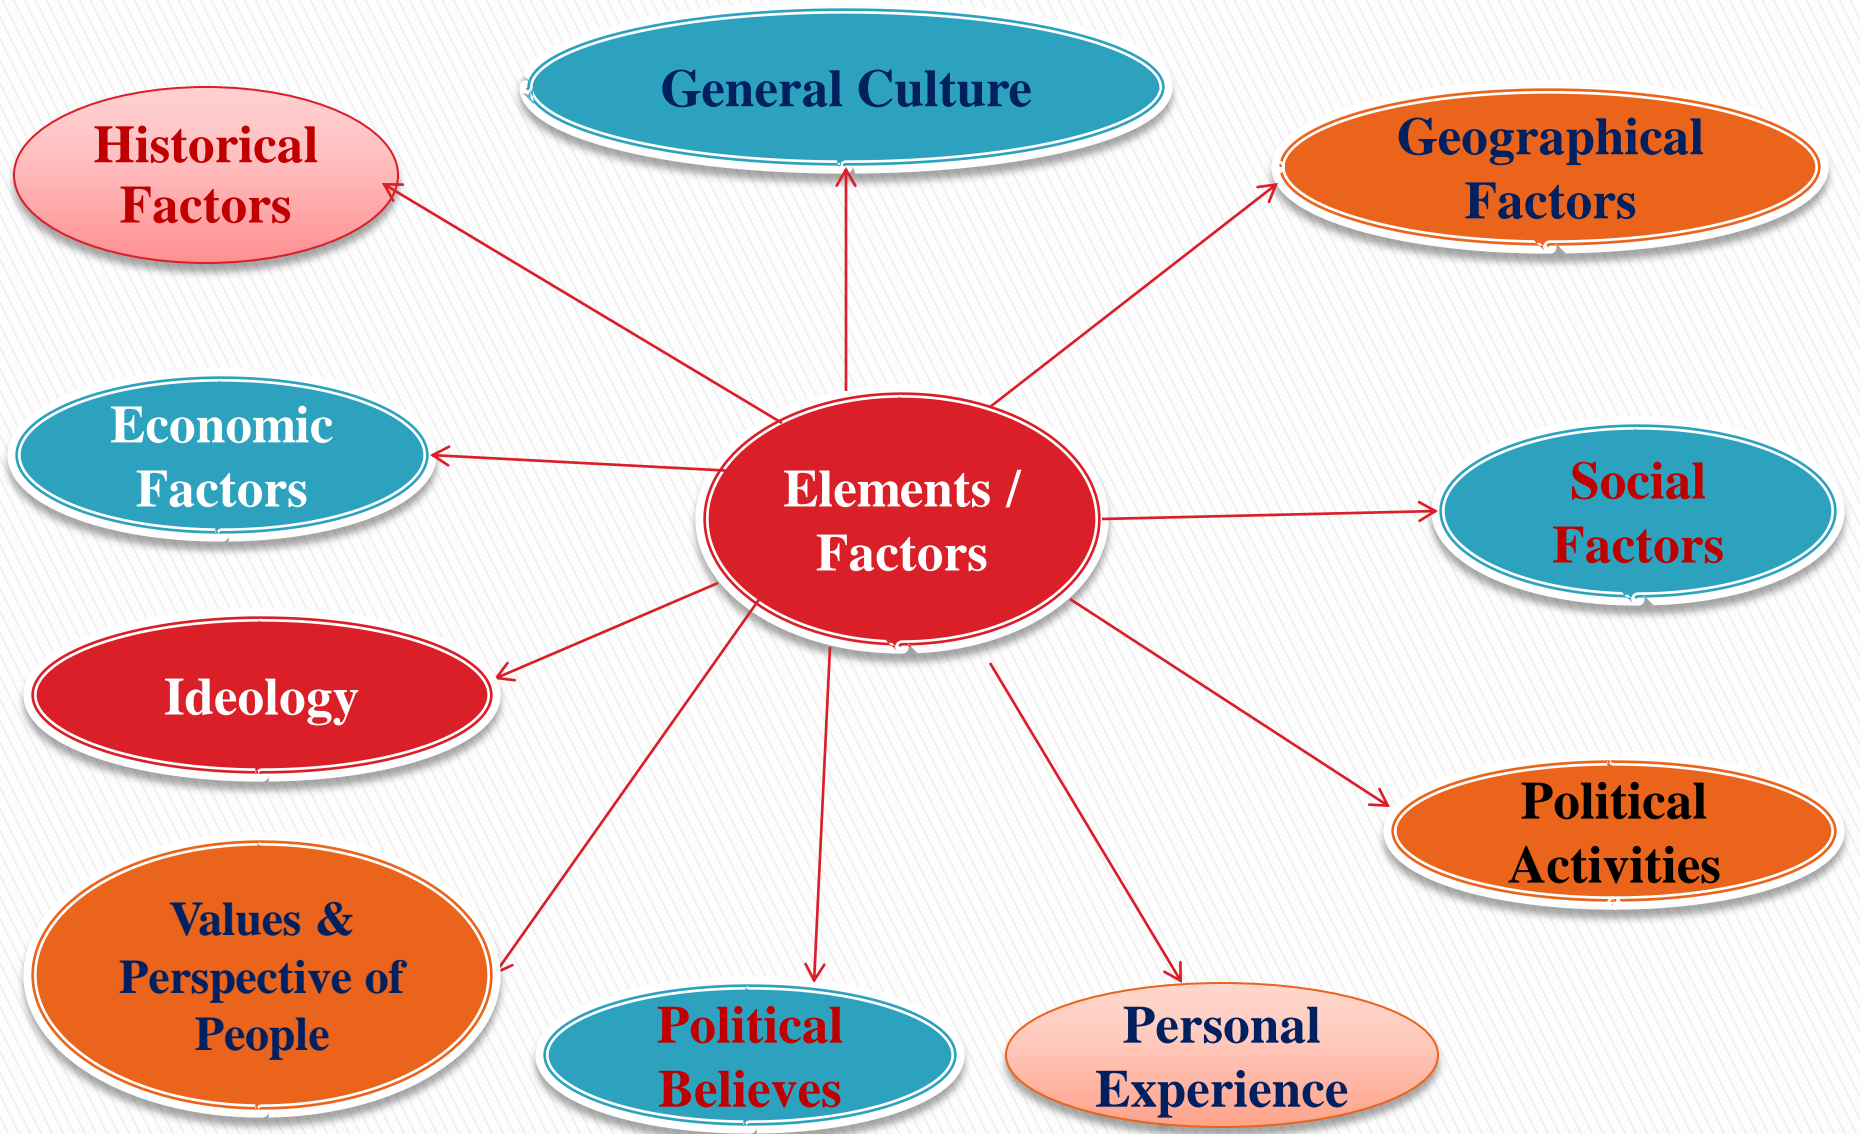 General Culture
Historical
Factors
Geographical
Factors
Economic
Factors
Elements /
Factors
Social
Factors
Ideology
Political
Activities
Values &
Perspective of
People
Political
Believes
Personal
Experience